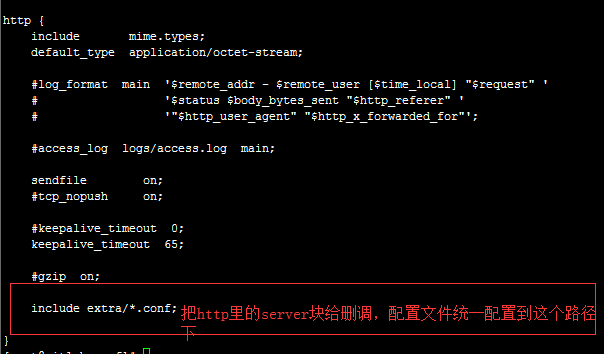 http {
    include       mime.types;
    default_type  application/octet-stream;
    #log_format  main  '$remote_addr - $remote_user [$time_local] "$request" '
    #                  '$status $body_bytes_sent "$http_referer" '
    #                  '"$http_user_agent" "$http_x_forwarded_for"';
    #access_log  logs/access.log  main;
    sendfile        on;
    #tcp_nopush     on;
    #keepalive_timeout  0;
    keepalive_timeout  65;
    #gzip  on;
    include extra/*.conf;
把http里的server块给删调，配置文件统一配置到这个路径
下
}